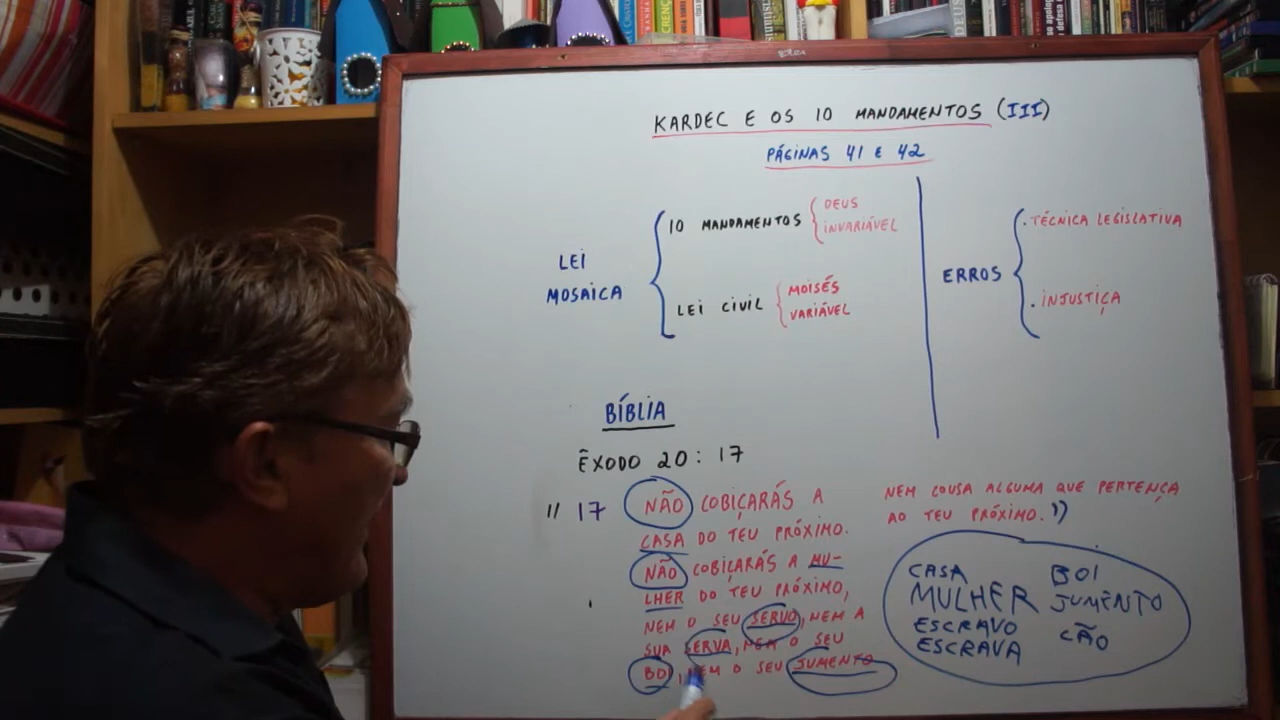 KARDEC E OS 10 MANDAMENTOS (III)
PÁGINAS 41 E 42
LEI
MOSAICA
10 MANDAMENTOS
DEUS
INVARIÁVEL
LEI CIVIL
MOISÉS
VARIÁVEL
ERROS
. TÉCNICA LEGISLATIVA
. INJUSTIÇA
BÍBLIA
ÊXODO 20: 17
" 17 NÃO COBIÇARÁS A
CASA DO TEU PRÓXIMO.
NÃO COBIÇARÁS A MU-
LHER DO TEU PRÓXIMO,
NEM O SEU SERVO, NEM A
SUA SERVA, NEM O SEU
BOI, NEM O SEU JUMENTO
NEM COUSA ALGUMA QUE PERTENÇA
AO TEU PRÓXIMO."
CASA
MULHER
ESCRAVO
ESCRAVA
BOI
JUMENTO
CÃO